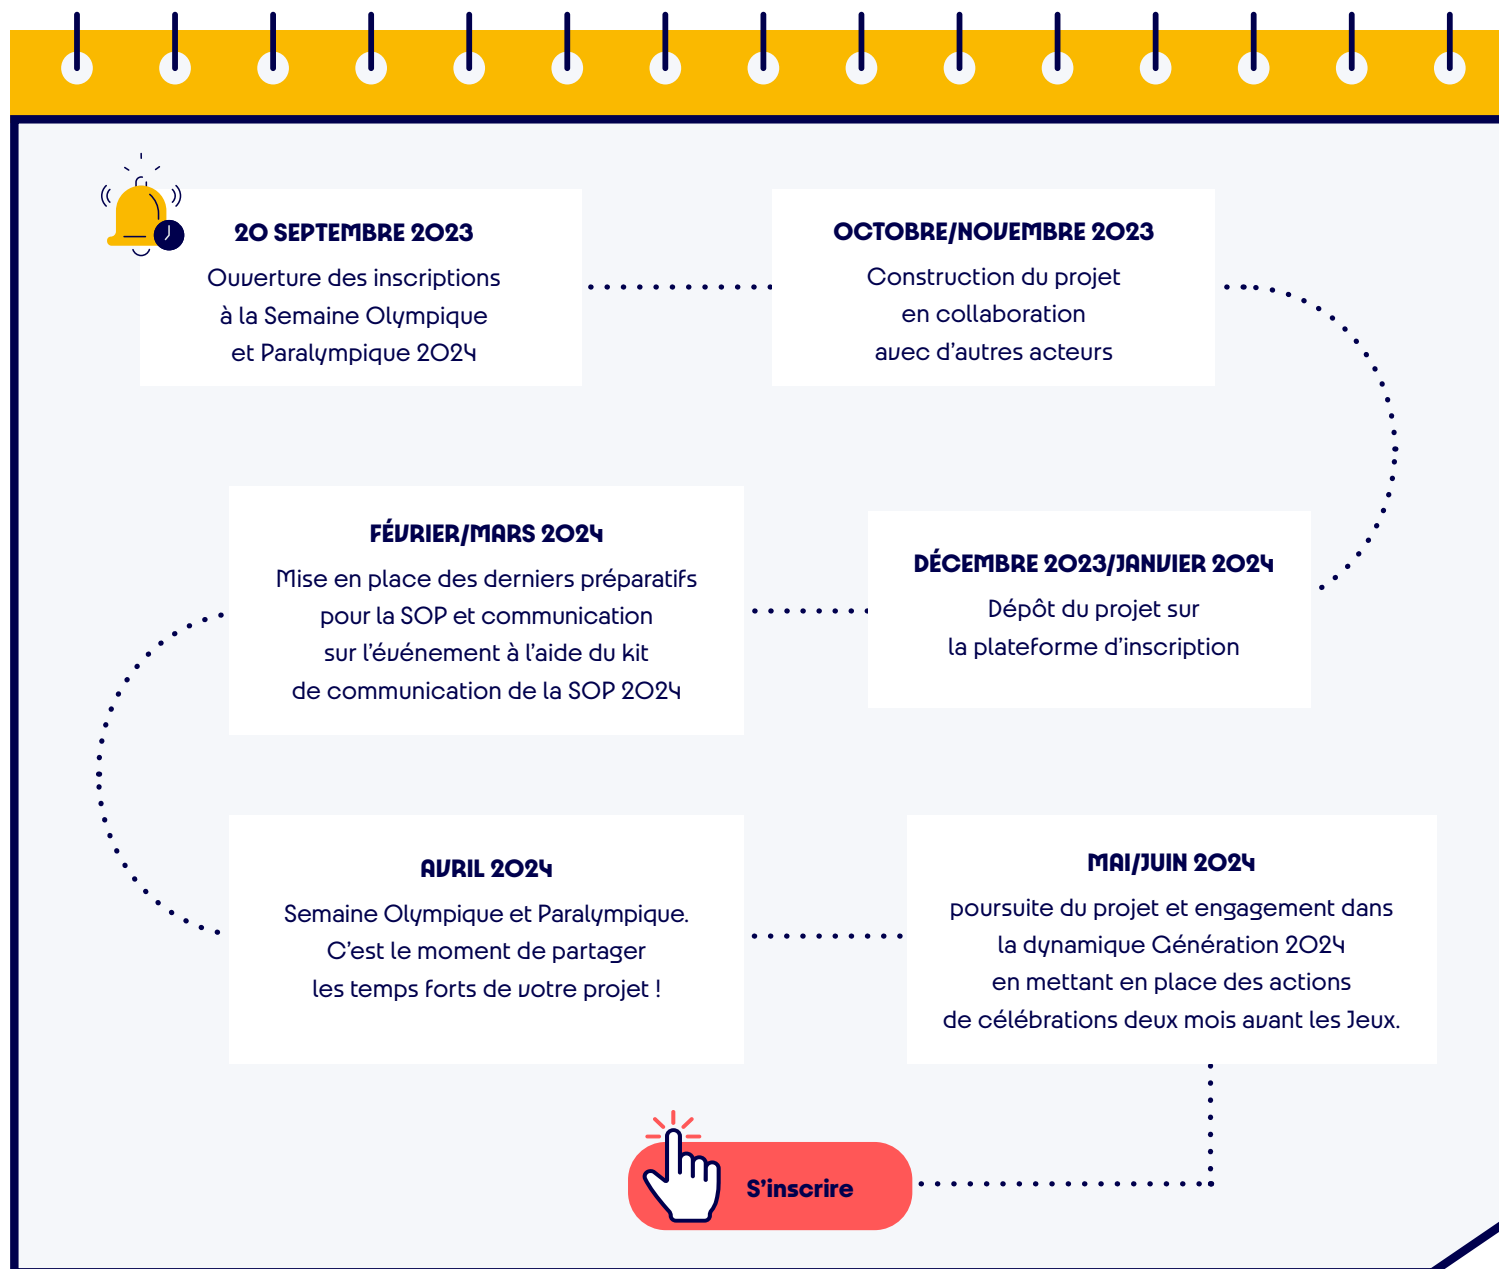 20 SEPTEMBRE 2023
Ouverture des inscriptions
à la Semaine Olympique
et Paralympique 2024
OCTOBRE/NOVEMBRE 2023
Construction du projet
en collaboration
avec d’autres acteurs
DÉCEMBRE 2023/JANVIER 2024
Dépôt du projet sur
la plateforme d’inscription
FÉVRIER/MARS 2024
Mise en place des derniers préparatifs
pour la SOP et communication
sur l’événement à l’aide du kit
de communication de la SOP 2024
AVRIL 2024
Semaine Olympique et Paralympique.
C’est le moment de partager
les temps forts de votre projet !
MAI/JUIN 2024
poursuite du projet et engagement dans
la dynamique Génération 2024
en mettant en place des actions
de célébrations deux mois avant les Jeux.
S’inscrire